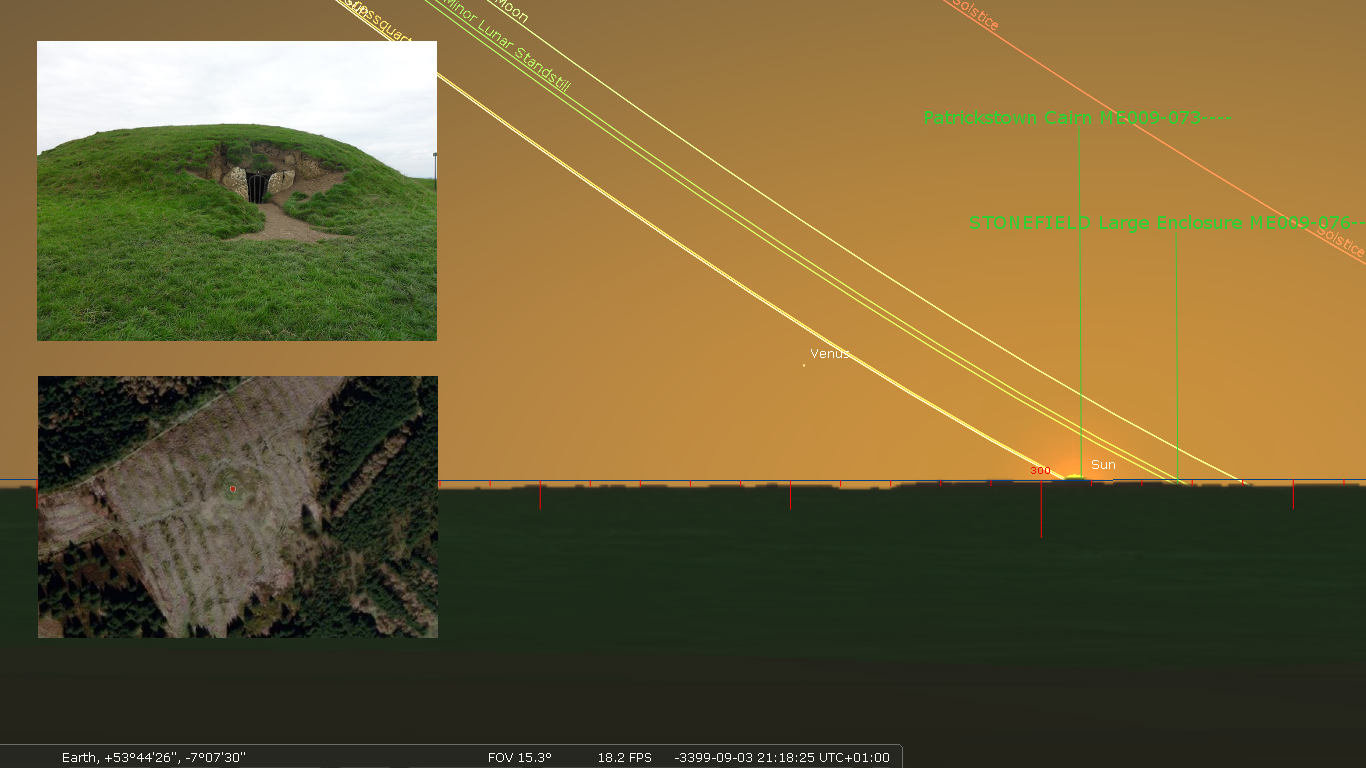 Crossquarter
Minor Lunar Standstill
Moon
Solstice
Patrickstown Cairn ME009-073----
STONEFIELD Large Enclosure ME009-076--
Solstice
Venus
Sun
300
Earth, +53°44'26", -7°07'30"
FOV 15.3°
18.2 FPS
-3399-09-03 21:18:25 UTC+01:00